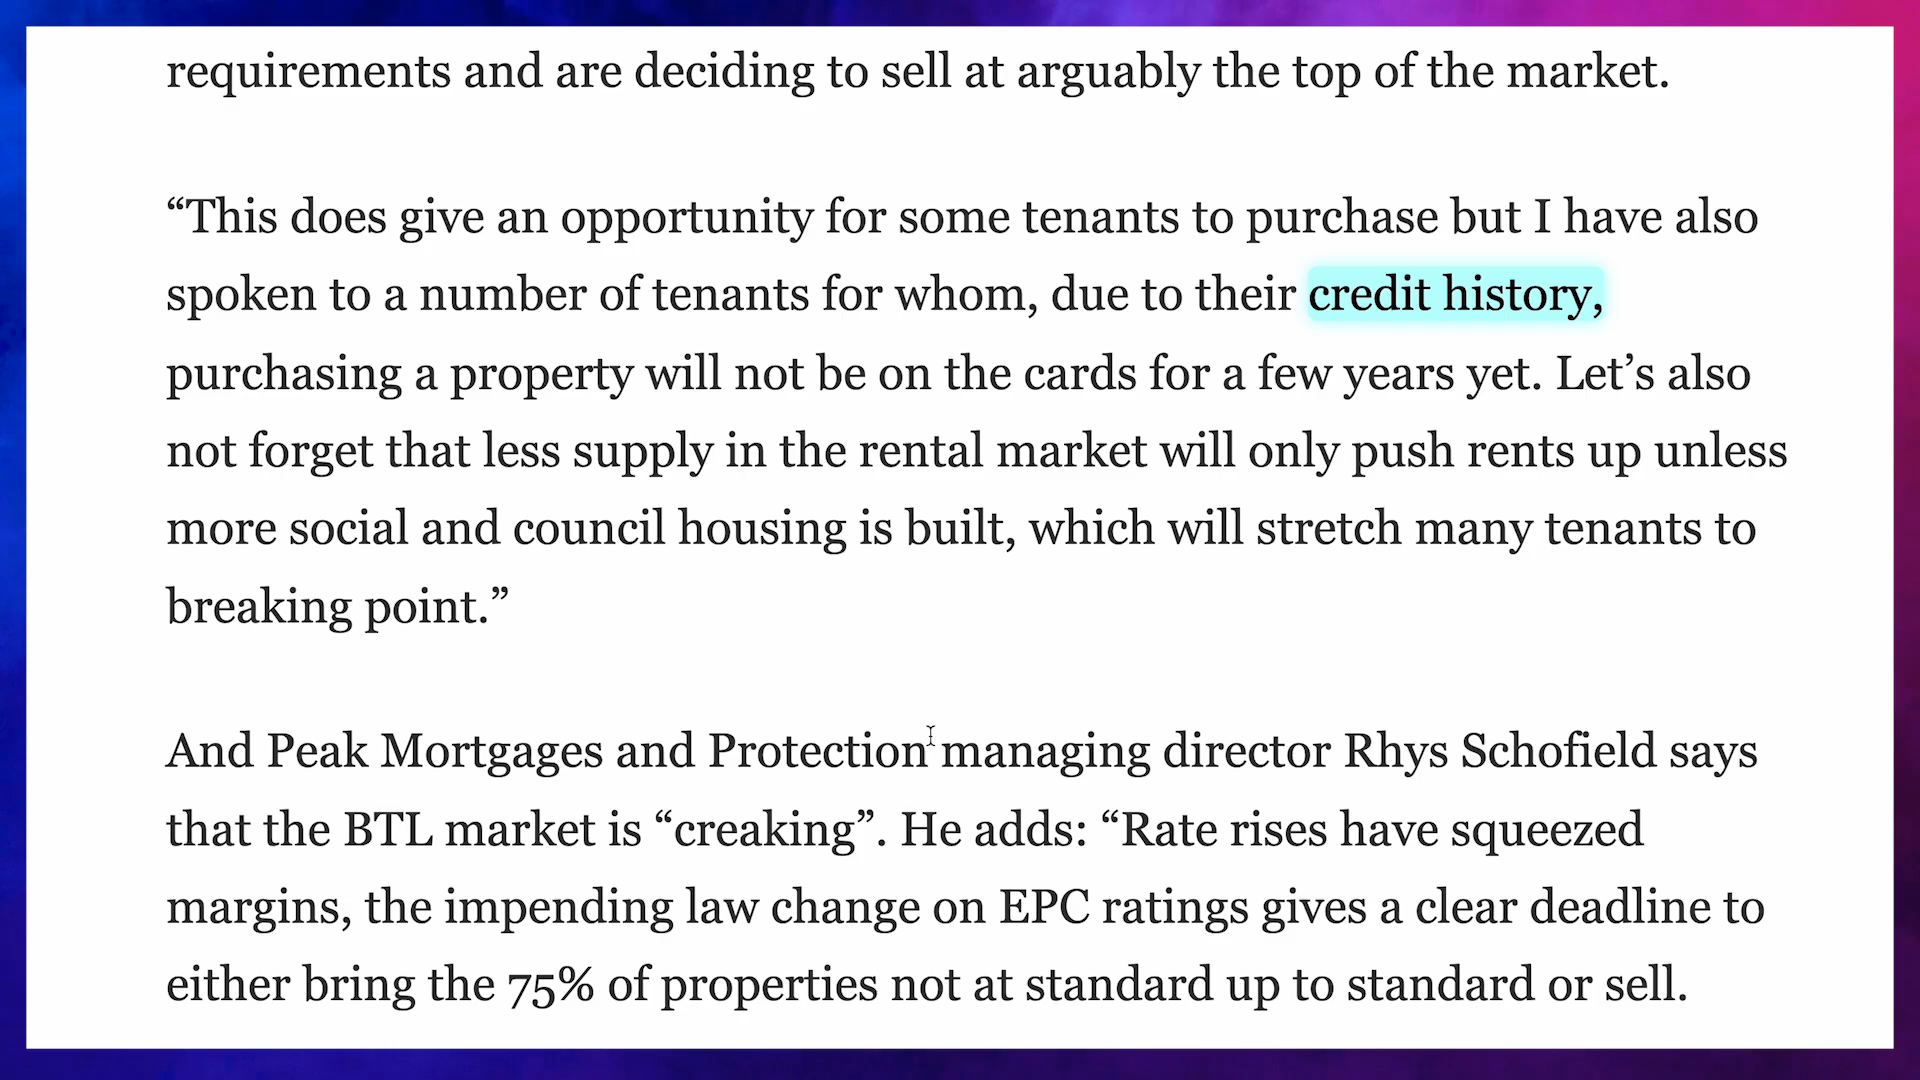 requirements and are deciding to sell at arguably the top of the market.
“This does give an opportunity for some tenants to purchase but I have also
spoken to a number of tenants for whom, due to their credit history,
purchasing a property will not be on the cards for a few years yet. Let’s also
not forget that less supply in the rental market will only push rents up unless
more social and council housing is built, which will stretch many tenants to
breaking point.”
And Peak Mortgages and Protection managing director Rhys Schofield says
that the BTL market is “creaking”. He adds: “Rate rises have squeezed
margins, the impending law change on EPC ratings gives a clear deadline to
either bring the 75% of properties not at standard up to standard or sell.